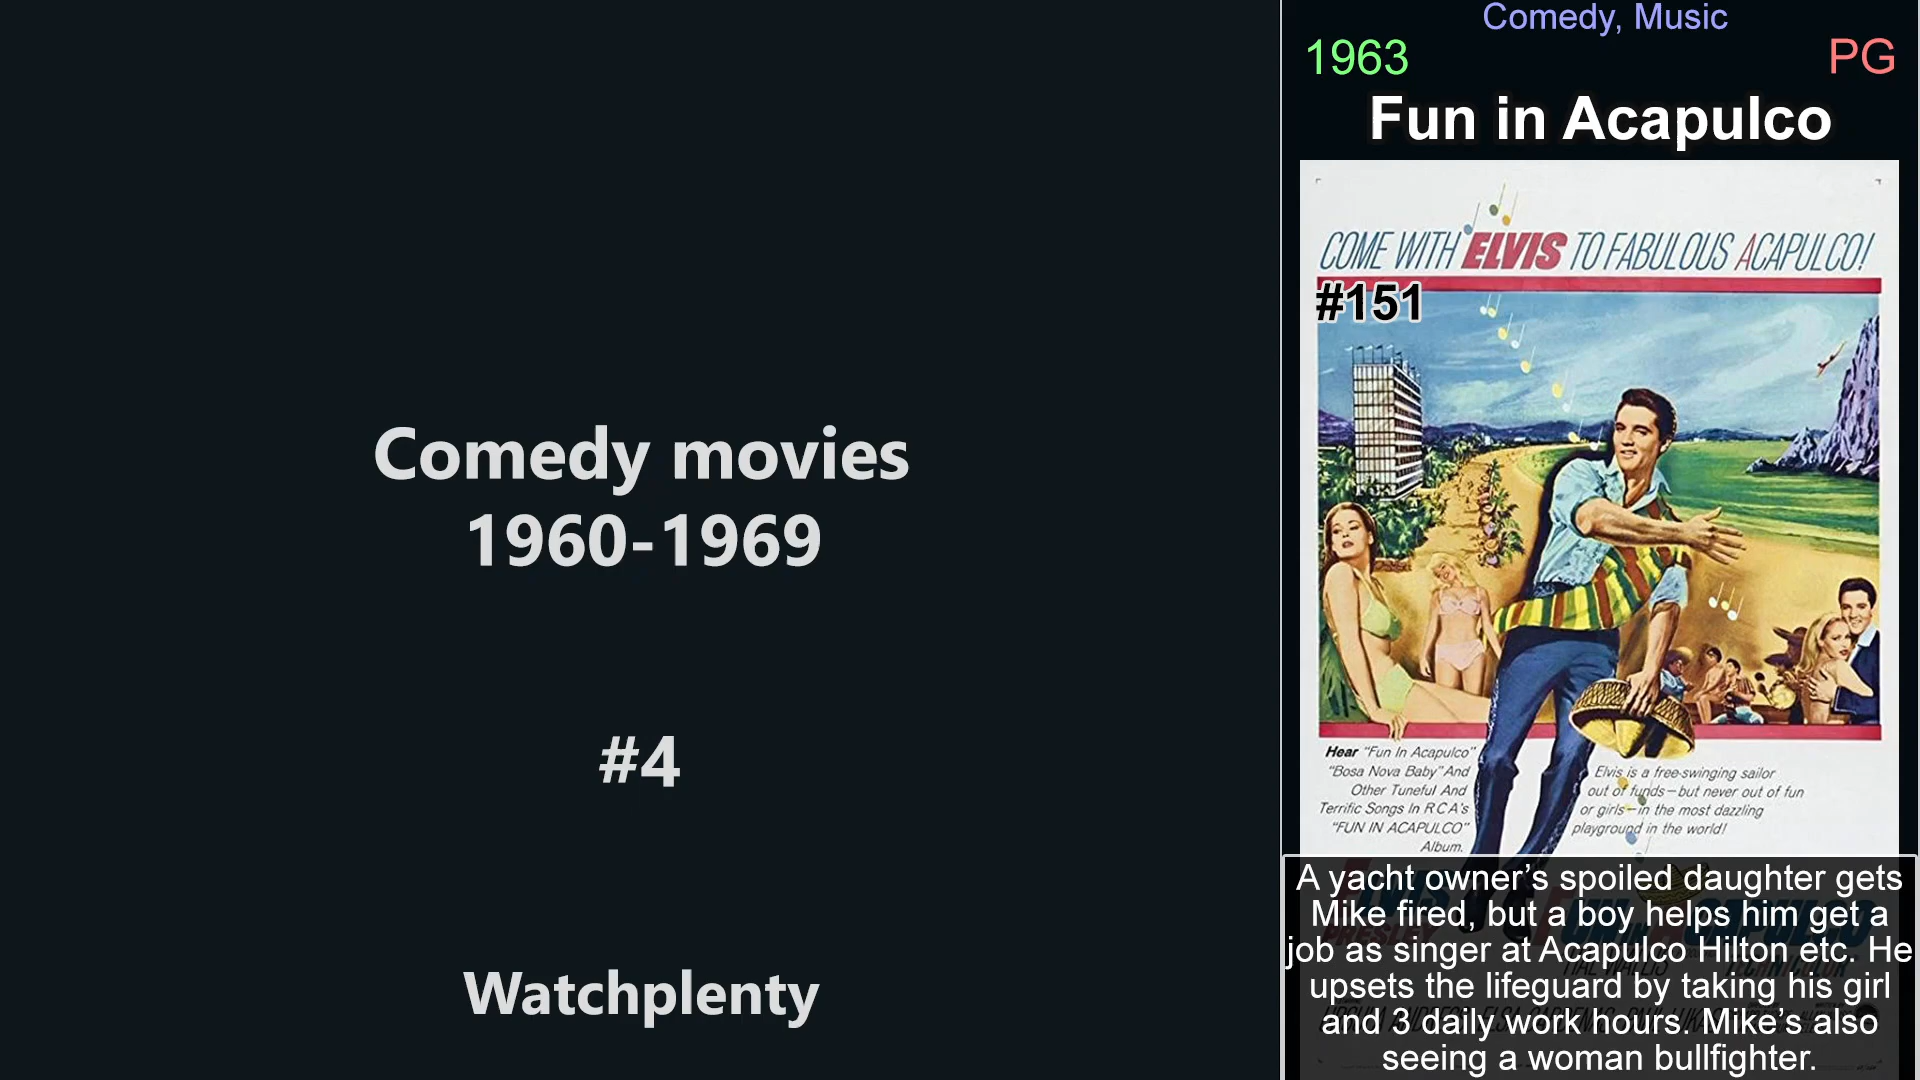 Comedy movies
1960-1969
#4
Watchplenty
Comedy, Music
1963
PG
Fun in Acapulco
COME WITH ELVIS TO FABULOUS ACAPULCO!
#151
Hear "Fun In Acapulco"
"Bosa Nova Baby" And
Other Tuneful And
Terrific Songs In RCA's
"FUN IN ACAPULCO"
Album.
Elvis is a free-swinging sailor
out of funds—but never out of fun
or girls—in the most dazzling
playground in the world!
A yacht owner’s spoiled daughter gets
Mike fired, but a boy helps him get a
job as singer at Acapulco Hilton etc. He
upsets the lifeguard by taking his girl
and 3 daily work hours. Mike’s also
seeing a woman bullfighter.